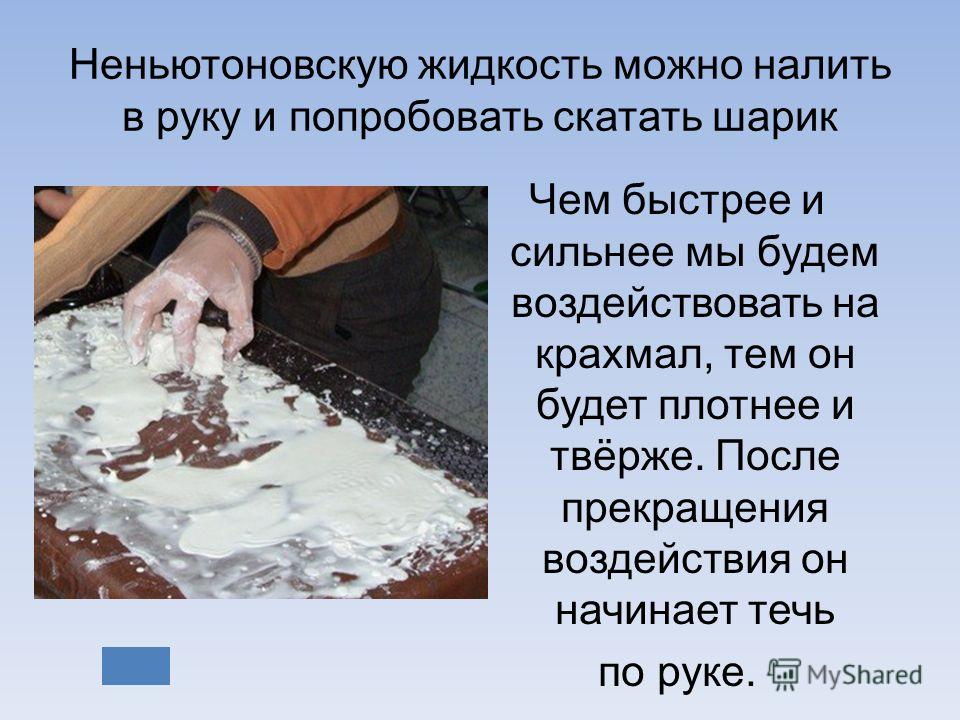 Неньютоновскую жидкость можно налить
в руку и попробовать скатать шарик
Чем быстрее и
сильнее мы будем
воздействовать на
крахмал, тем он
будет плотнее и
твёрже. После
прекращения
воздействия он
начинает течь
по руке.
MyShared